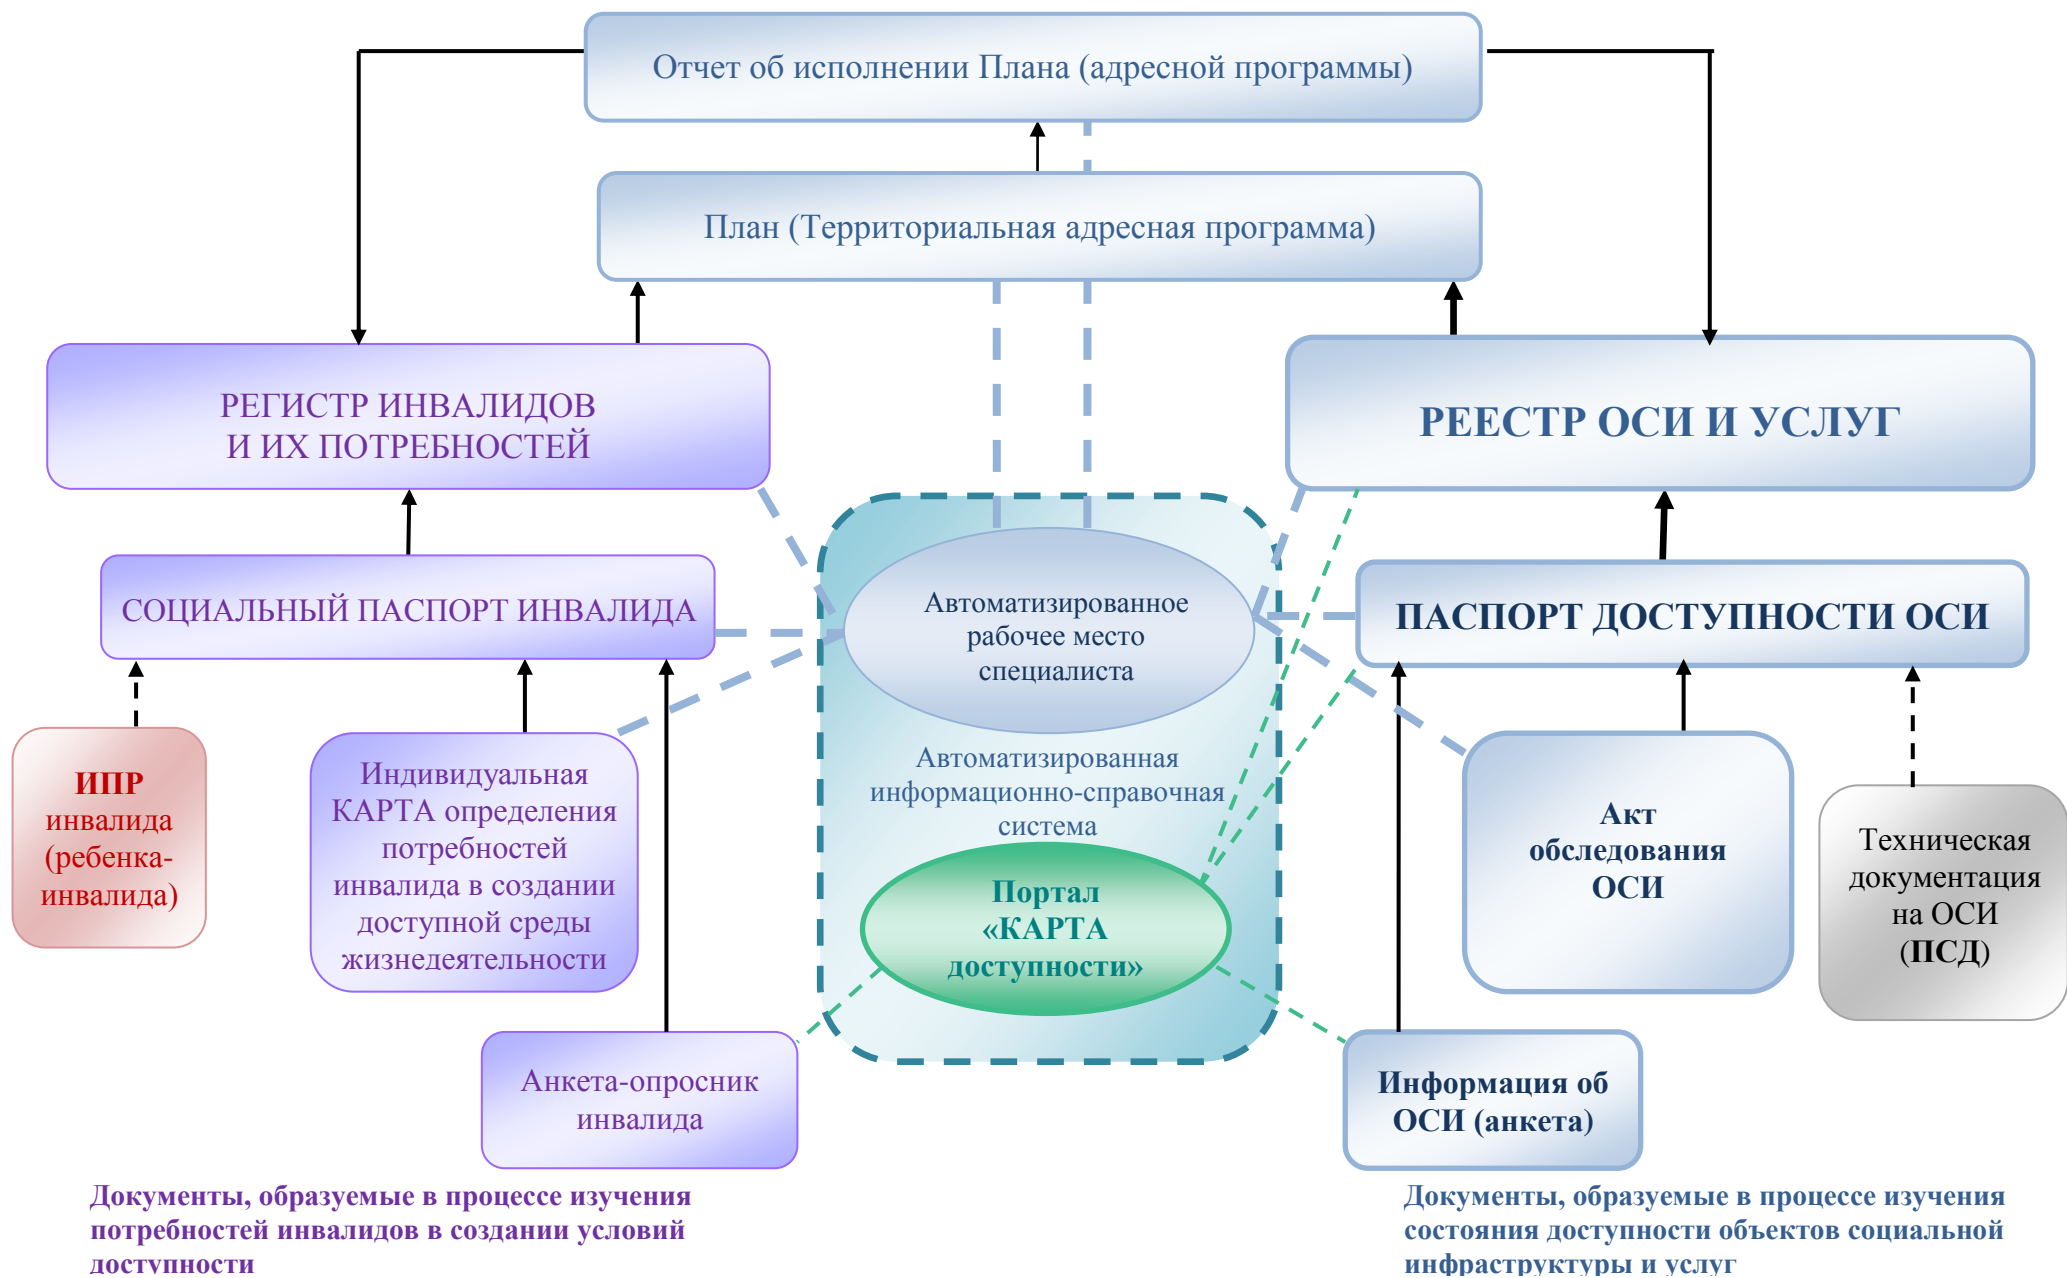 Отчет об исполнении Плана (адресной программы)
План (Территориальная адресная программа)
РЕГИСТР ИНВАЛИДОВ
И ИХ ПОТРЕБНОСТЕЙ
РЕЕСТР ОСИ И УСЛУГ
СОЦИАЛЬНЫЙ ПАСПОРТ ИНВАЛИДА
Автоматизированное
рабочее место
специалиста
ПАСПОРТ ДОСТУПНОСТИ ОСИ
ИПР
инвалида
(ребенка-
инвалида)
Индивидуальная
КАРТА определения
потребностей
инвалида в создании
доступной среды
жизнедеятельности
Автоматизированная
информационно-справочная
система
Портал
«КАРТА
доступности»
Акт
обследования
ОСИ
Техническая
документация
на ОСИ
(ПСД)
Анкета-опросник
инвалида
Информация об
ОСИ (анкета)
Документы, образуемые в процессе изучения
потребностей инвалидов в создании условий
доступности
Документы, образуемые в процессе изучения
состояния доступности объектов социальной
инфраструктуры и услуг